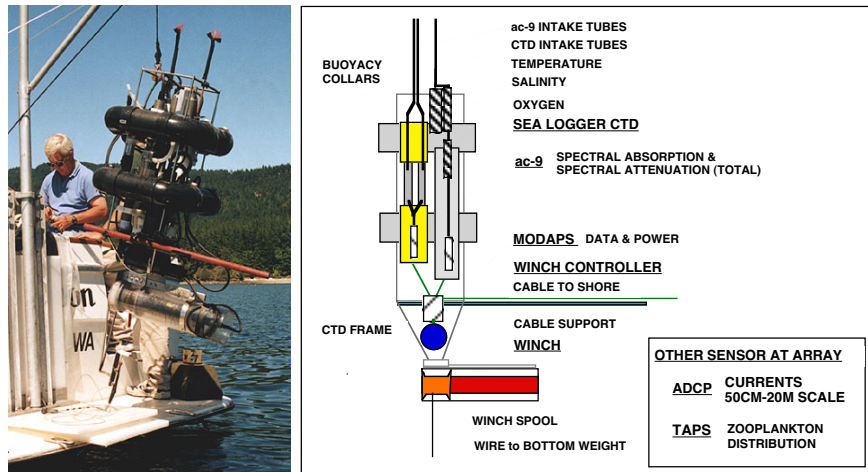 on
WA
ac-9 INTAKE TUBES
CTD INTAKE TUBES
TEMPERATURE
SALINITY
OXYGEN
SEA LOGGER CTD
BUOYACY
COLLARS
ac-9 SPECTRAL ABSORPTION &
SPECTRAL ATTENUATION (TOTAL)
MODAPS DATA & POWER
WINCH CONTROLLER
CABLE TO SHORE
CTD FRAME
CABLE SUPPORT
WINCH
WINCH SPOOL
WIRE to BOTTOM WEIGHT
OTHER SENSOR AT ARRAY
ADCP CURRENTS
50CM-20M SCALE
TAPS ZOOPLANKTON
DISTRIBUTION